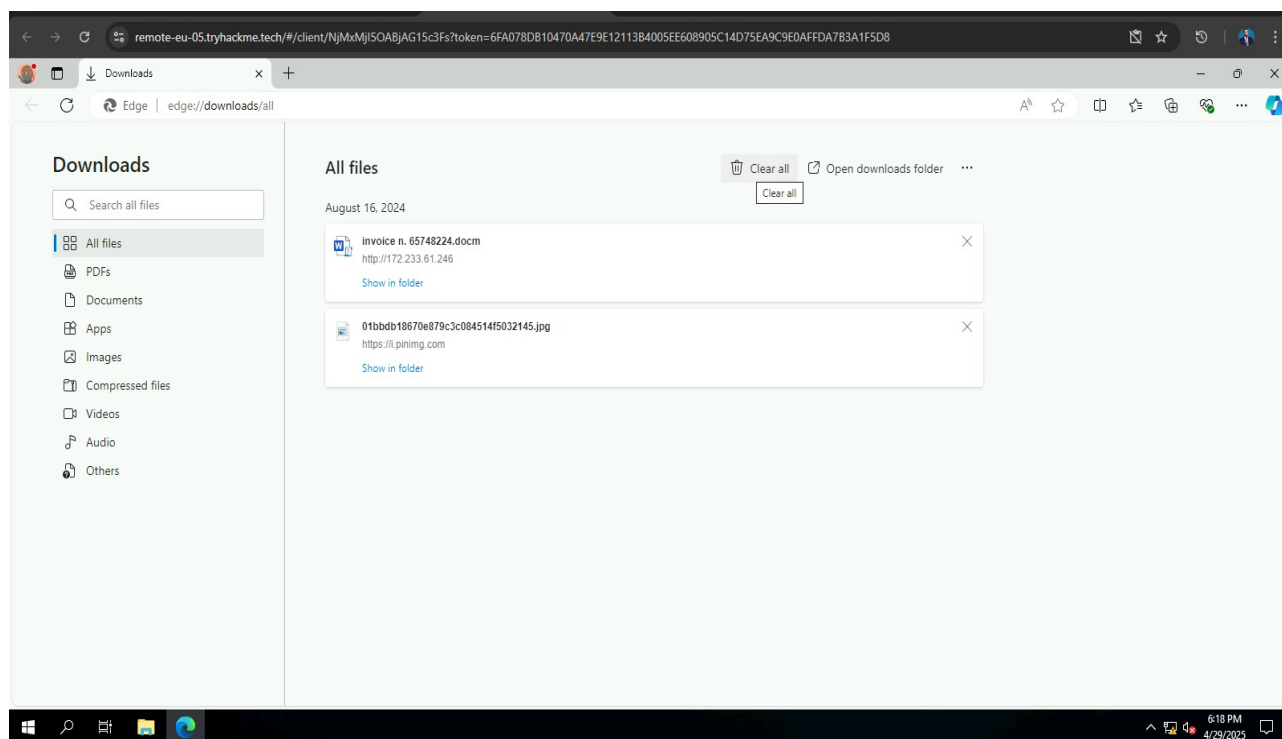 remote-eu-05.tryhackme.tech/#/client/NjMxMjI5OABjAG15c3Fs?token=6FA078DB10470A47E9E12113B4005EE608905C14D75EA9C9E0AFFDA7B3A1F5D8
Downloads
Edge | edge://downloads/all
Downloads
Search all files
All files
PDFs
Documents
Apps
Images
Compressed files
Videos
Audio
Others
All files
Clear all
Open downloads folder
Clear all
August 16, 2024
invoice n. 65748224.docm
http://172.233.61.246
Show in folder
01bbdb18670e879c3c084514f5032145.jpg
https://i.pinimg.com
Show in folder
6:18 PM
4/29/2025